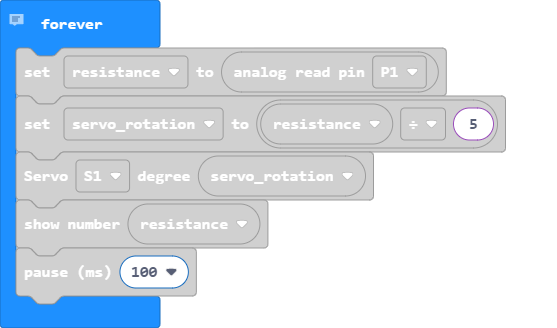 forever
set resistance to analog read pin P1
set servo_rotation to resistance ÷ 5
Servo S1 degree servo_rotation
show number resistance
pause (ms) 100